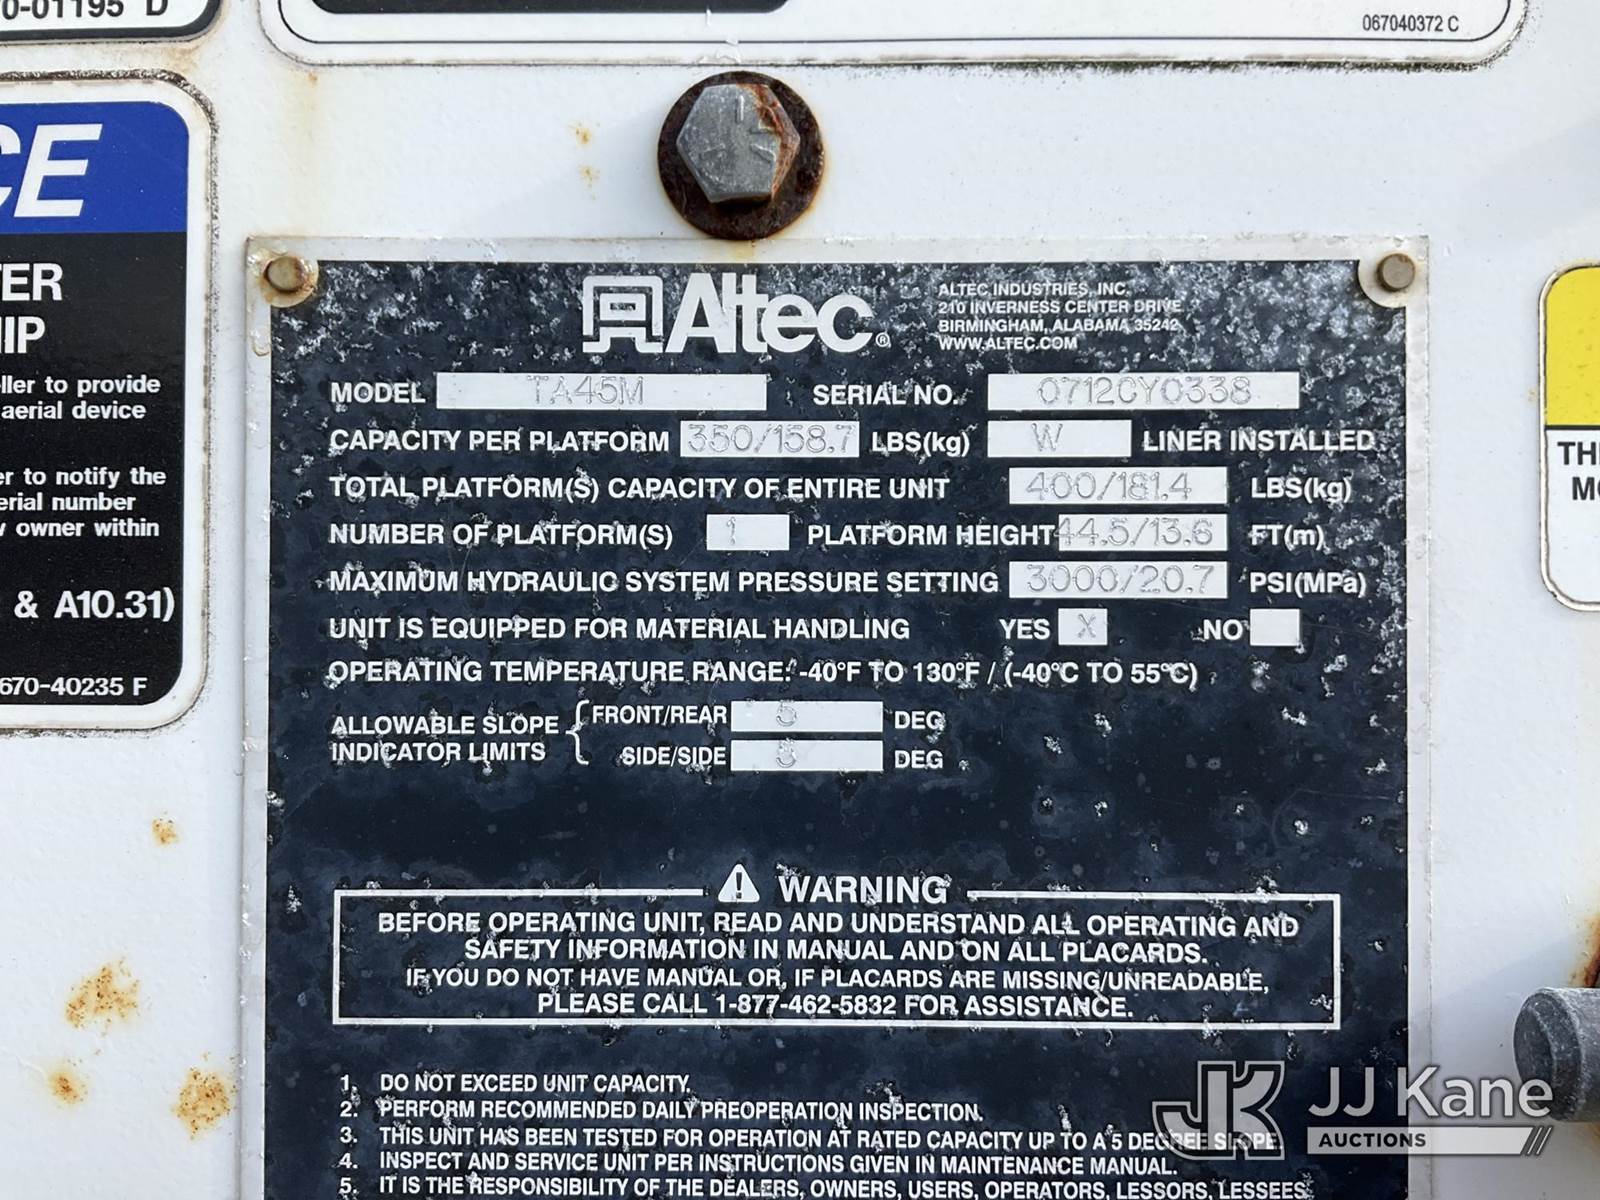 0-01195 D
067040372 C
CE
TER
HIP
ller to provide
aerial device
er to notify the
erial number
owner within
& A10.31)
670-40235 F
Altec®
ALTEC INDUSTRIES, INC.
210 INVERNESS CENTER DRIVE
BIRMINGHAM, ALABAMA 35242
WWW.ALTEC.COM
MODEL TA45M SERIAL NO. 0712CY0338
CAPACITY PER PLATFORM 350/158.7 LBS(kg) W LINER INSTALLED
TOTAL PLATFORM(S) CAPACITY OF ENTIRE UNIT 400/181.4 LBS(kg)
NUMBER OF PLATFORM(S) 1 PLATFORM HEIGHT 44.5/13.6 FT(m)
MAXIMUM HYDRAULIC SYSTEM PRESSURE SETTING 3000/20.7 PSI(MPa)
UNIT IS EQUIPPED FOR MATERIAL HANDLING YES X NO
OPERATING TEMPERATURE RANGE: -40°F TO 130°F / (-40°C TO 55°C)
ALLOWABLE SLOPE INDICATOR LIMITS { FRONT/REAR 5 DEG
SIDE/SIDE 5 DEG
WARNING
BEFORE OPERATING UNIT, READ AND UNDERSTAND ALL OPERATING AND
SAFETY INFORMATION IN MANUAL AND ON ALL PLACARDS.
IF YOU DO NOT HAVE MANUAL OR, IF PLACARDS ARE MISSING/UNREADABLE,
PLEASE CALL 1-877-462-5832 FOR ASSISTANCE.
1. DO NOT EXCEED UNIT CAPACITY.
2. PERFORM RECOMMENDED DAILY PREOPERATION INSPECTION.
3. THIS UNIT HAS BEEN TESTED FOR OPERATION AT RATED CAPACITY UP TO A 5 DEGREE SLOPE.
4. INSPECT AND SERVICE UNIT PER INSTRUCTIONS GIVEN IN MAINTENANCE MANUAL.
5. IT IS THE RESPONSIBILITY OF THE DEALERS, OWNERS, USERS, OPERATORS, LESSORS, LESSEES
TH
MO
JK JJ Kane
AUCTIONS